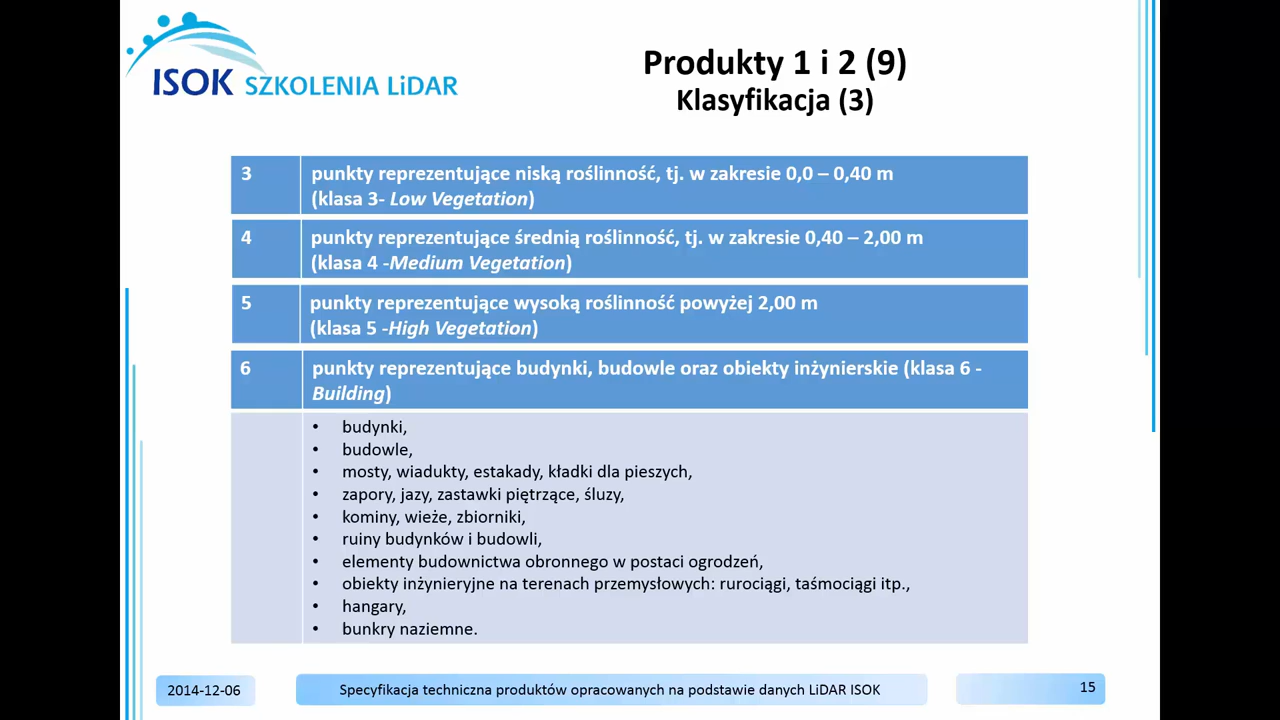 ISOK SZKOLENIA LiDAR
Produkty 1 i 2 (9)
Klasyfikacja (3)
3 punkty reprezentujące niską roślinność, tj. w zakresie 0,0 – 0,40 m
(klasa 3- Low Vegetation)
4 punkty reprezentujące średnią roślinność, tj. w zakresie 0,40 – 2,00 m
(klasa 4 -Medium Vegetation)
5 punkty reprezentujące wysoką roślinność powyżej 2,00 m
(klasa 5 -High Vegetation)
6 punkty reprezentujące budynki, budowle oraz obiekty inżynierskie (klasa 6 -
Building)
• budynki,
• budowle,
• mosty, wiadukty, estakady, kładki dla pieszych,
• zapory, jazy, zastawki piętrzące, śluzy,
• kominy, wieże, zbiorniki,
• ruiny budynków i budowli,
• elementy budownictwa obronnego w postaci ogrodzeń,
• obiekty inżynieryjne na terenach przemysłowych: rurociągi, taśmociągi itp.,
• hangary,
• bunkry naziemne.
2014-12-06 Specyfikacja techniczna produktów opracowanych na podstawie danych LiDAR ISOK 15